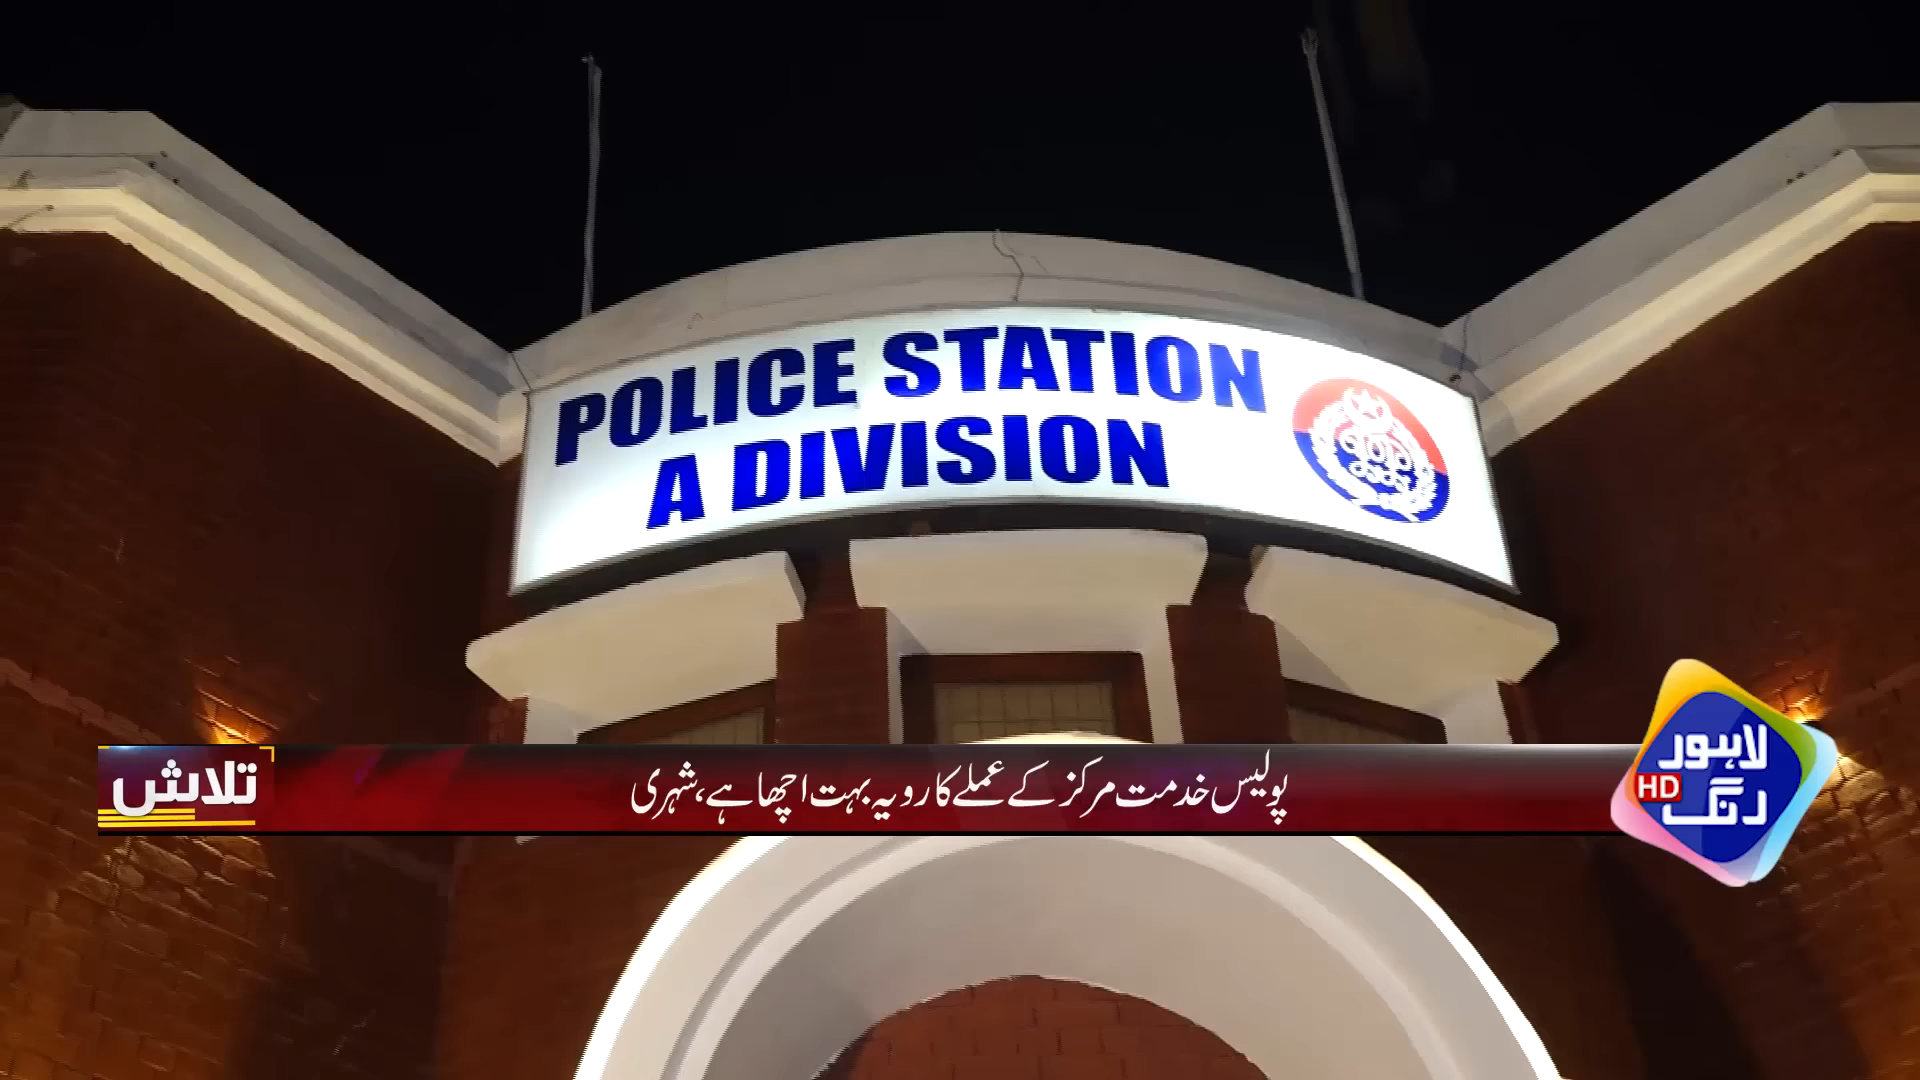 POLICE STATION
A DIVISION
تلاش
پولیس خدمت مرکز کے عملے کا رویہ بہت اچھا ہے، شہری
لاہور
رنگ
HD